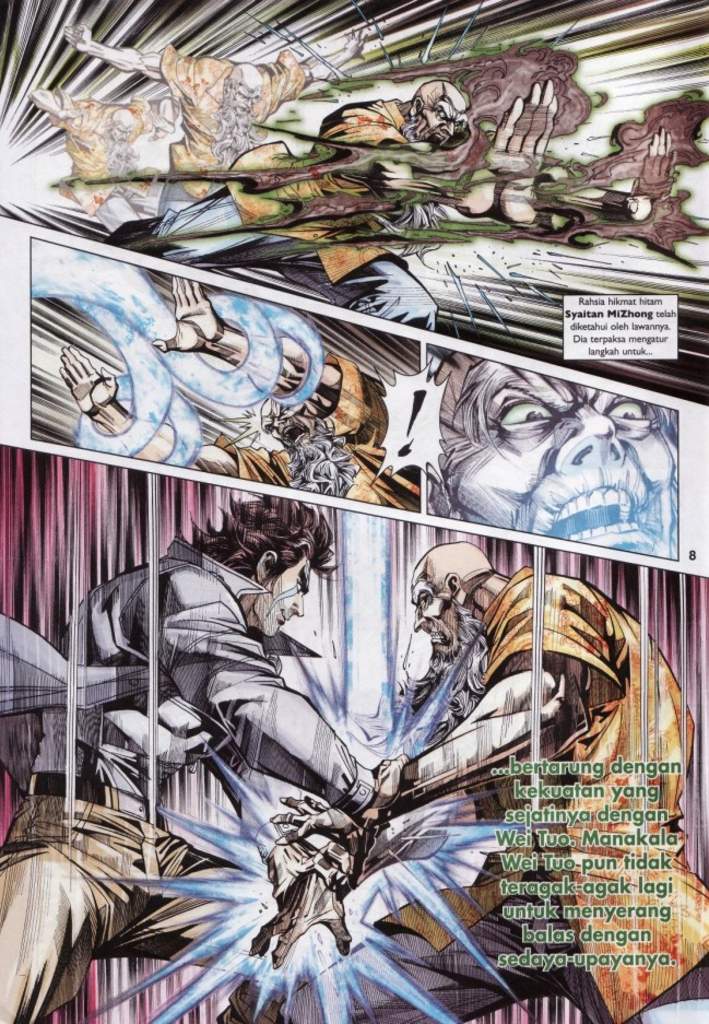 Rahsia hikmat hitam
Syaitan MiZhong telah
diketahui oleh lawannya.
Dia terpaksa mengatur
langkah untuk...
!
8
...bertarung dengan
kekuatan yang
sejatinya dengan
Wei Tuo. Manakala
Wei Tuo pun tidak
teragak-agak lagi
untuk menyerang
balas dengan
sedaya-upayanya.